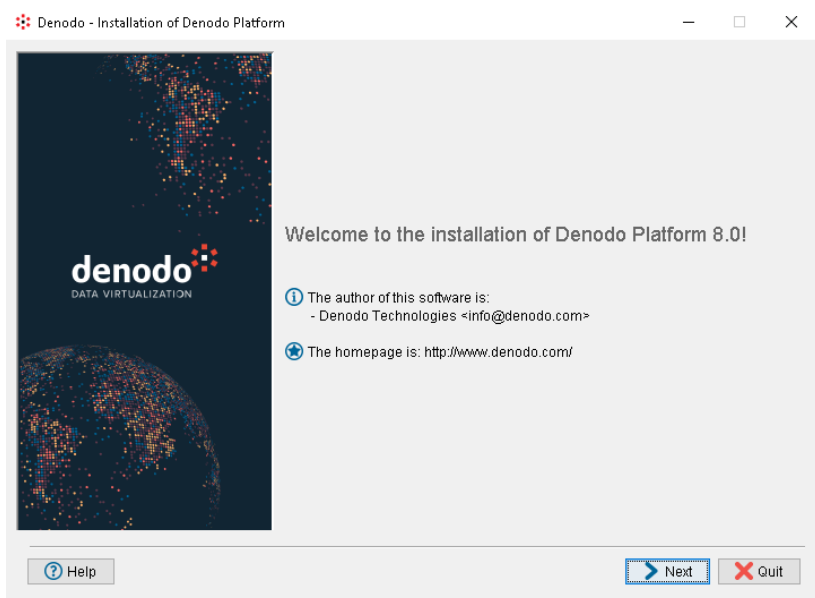 Denodo - Installation of Denodo Platform
denodo
DATA VIRTUALIZATION
Welcome to the installation of Denodo Platform 8.0!
The author of this software is:
- Denodo Technologies <info@denodo.com>
The homepage is: http://www.denodo.com/
Help
Next
Quit